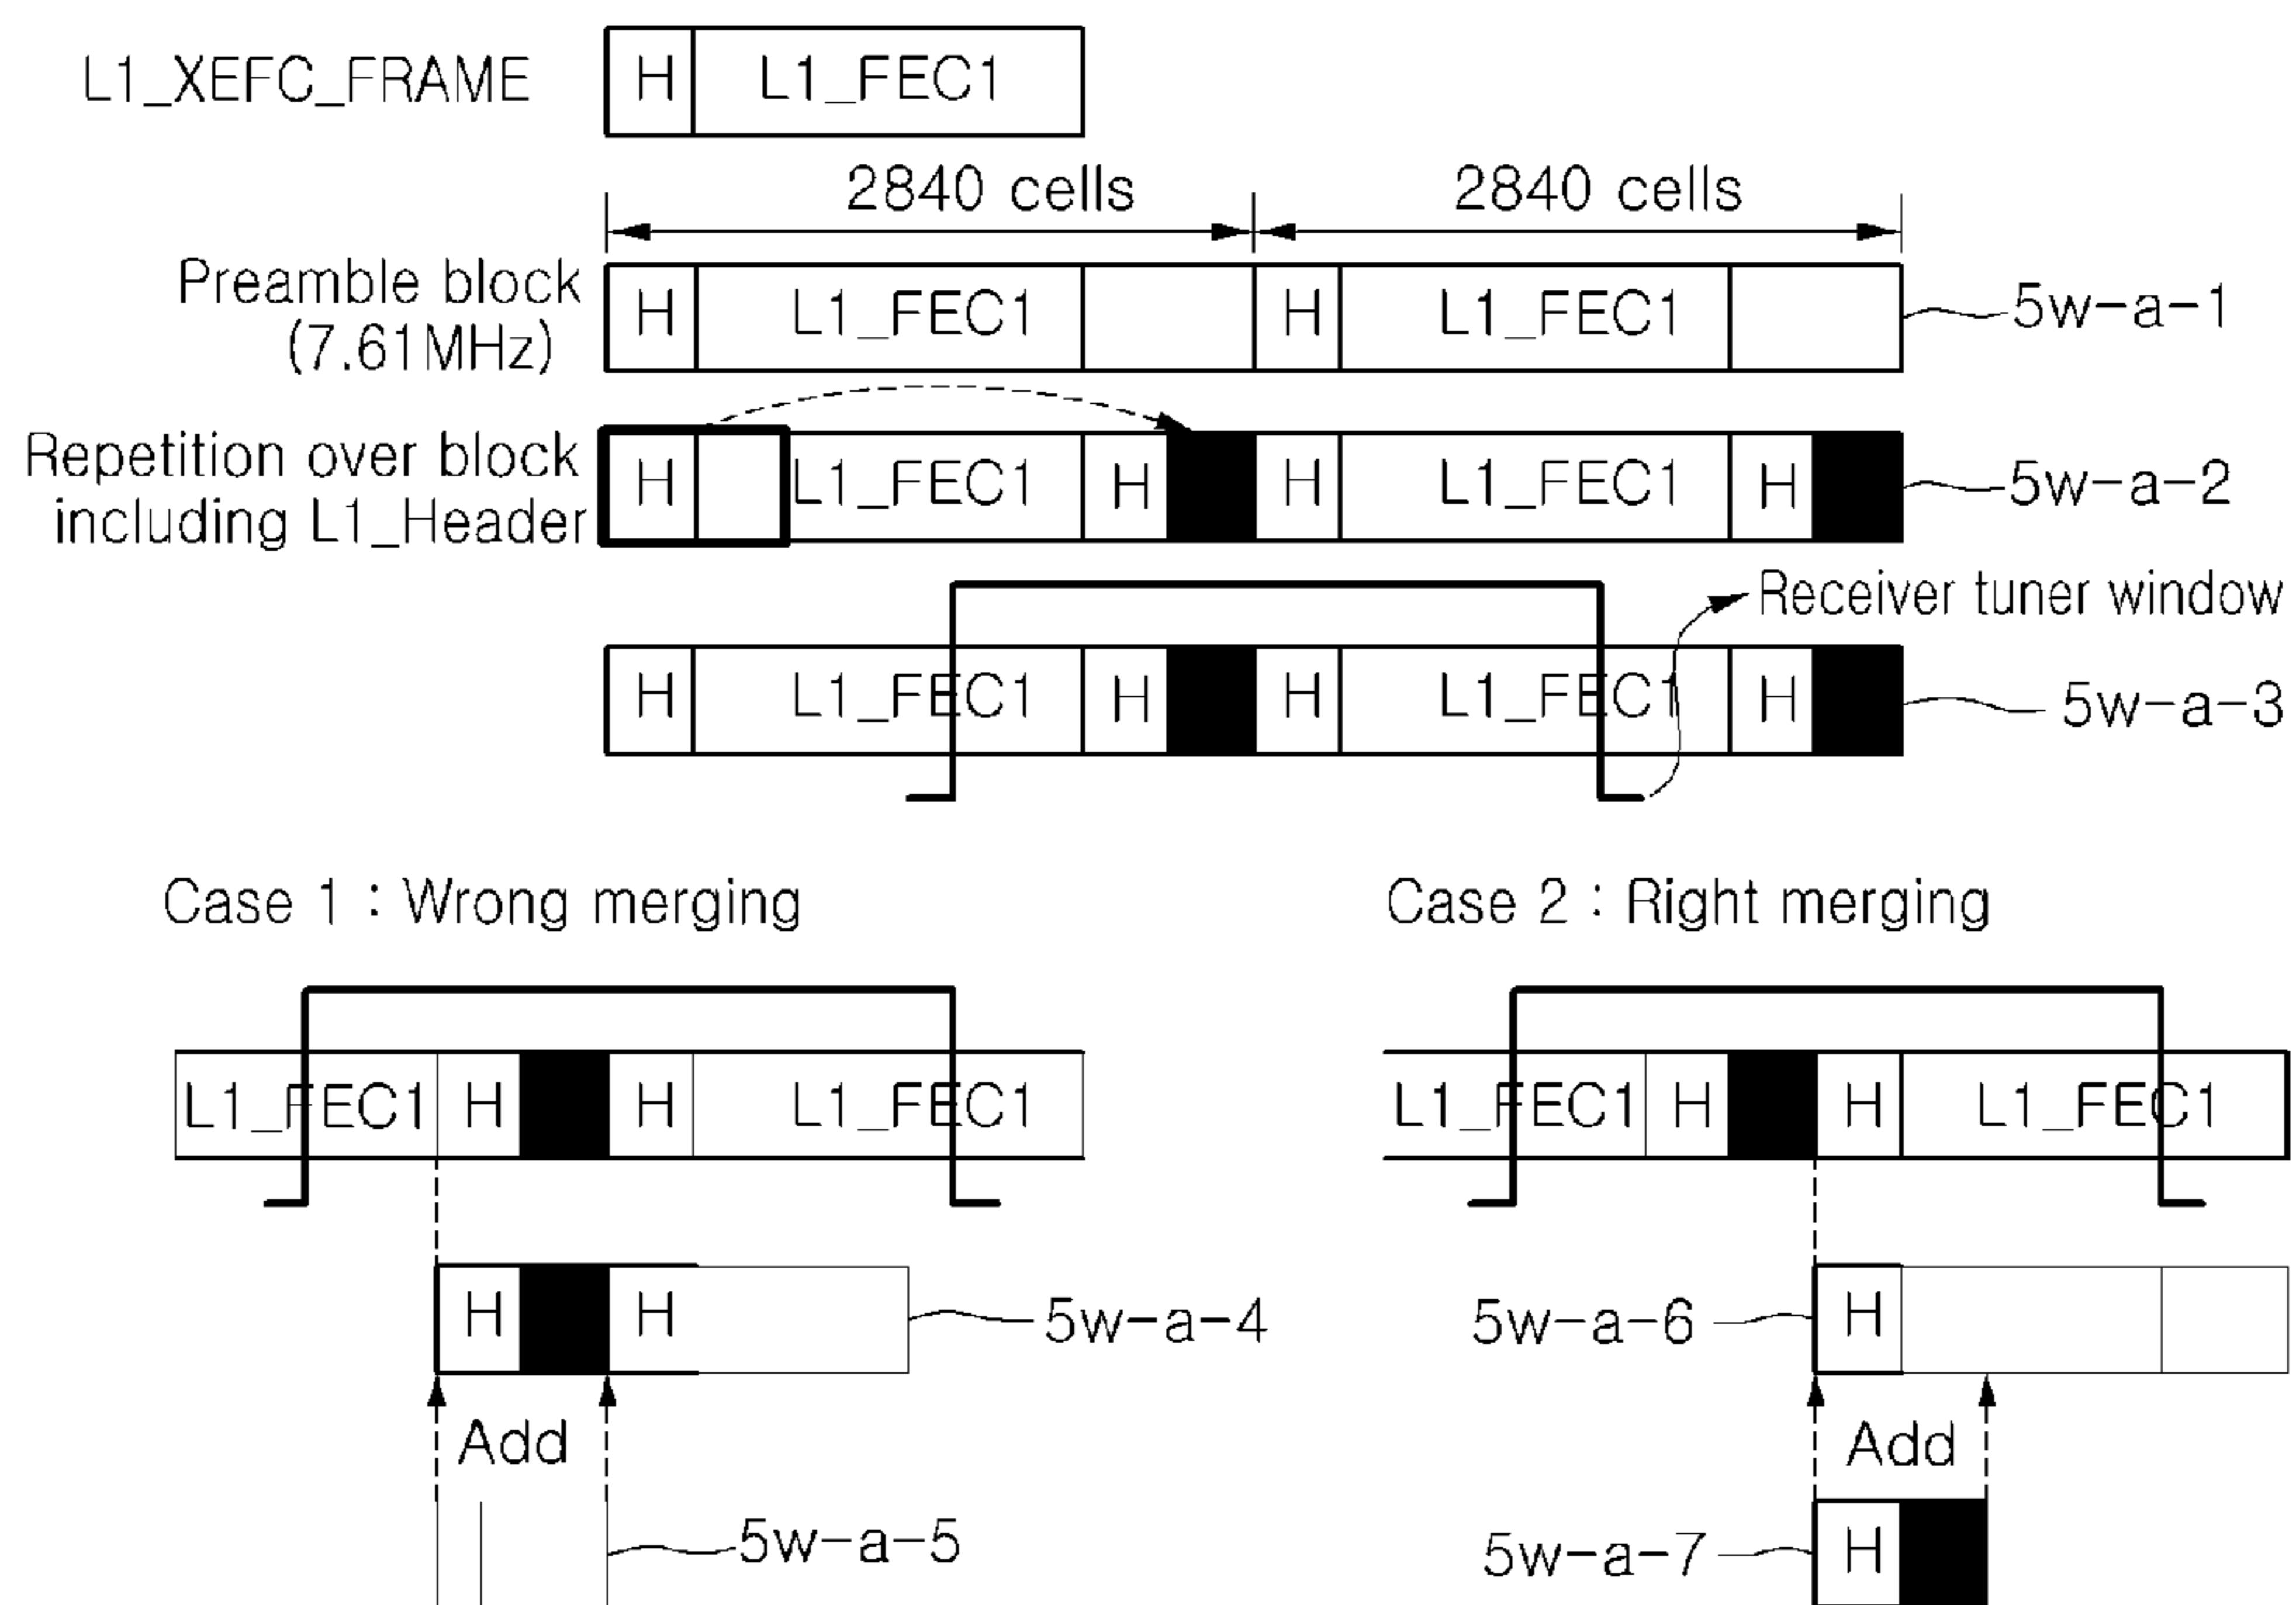 L1_XEFC_FRAME
H L1_FEC1
2840 cells 2840 cells
Preamble block
(7.61MHz)
H L1_FEC1 H L1_FEC1 5w-a-1
Repetition over block
including L1_Header
H L1_FEC1 H H L1_FEC1 H 5w-a-2
Receiver tuner window
H L1_FEC1 H H L1_FEC1 H 5w-a-3
Case 1 : Wrong merging Case 2 : Right merging
L1_FEC1 H H L1_FEC1 L1_FEC1 H H L1_FEC1
H H 5w-a-4 5w-a-6 H
Add Add
5w-a-5 5w-a-7 H